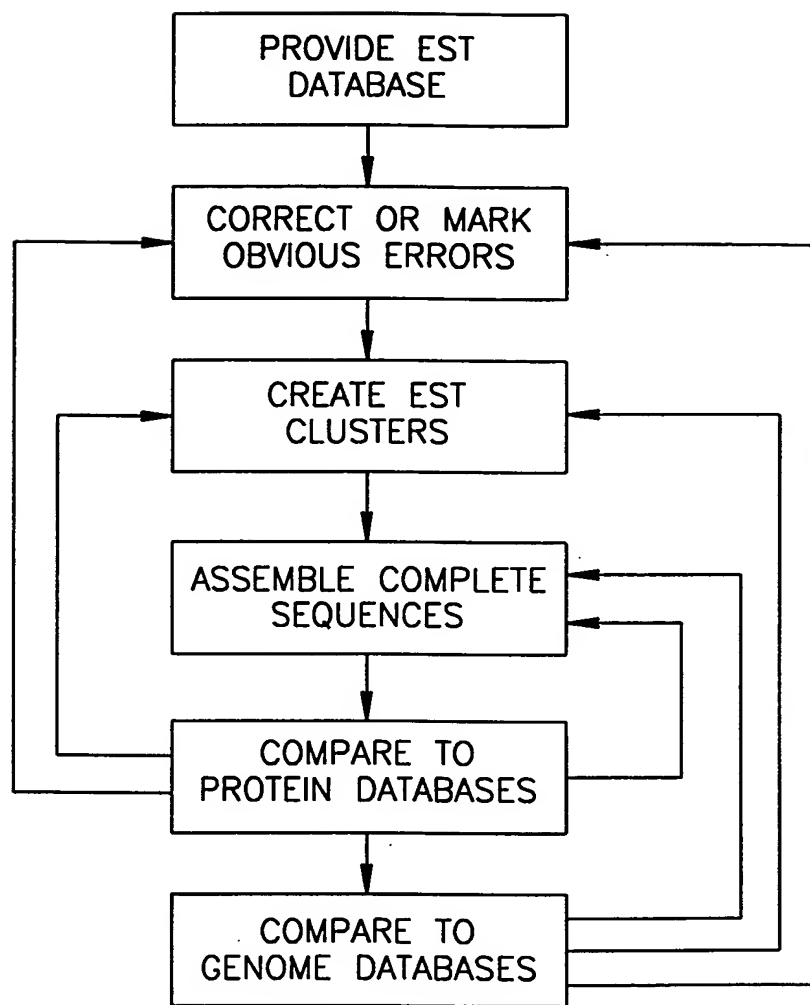 PROVIDE EST
DATABASE
CORRECT OR MARK
OBVIOUS ERRORS
CREATE EST
CLUSTERS
ASSEMBLE COMPLETE
SEQUENCES
COMPARE TO
PROTEIN DATABASES
COMPARE TO
GENOME DATABASES